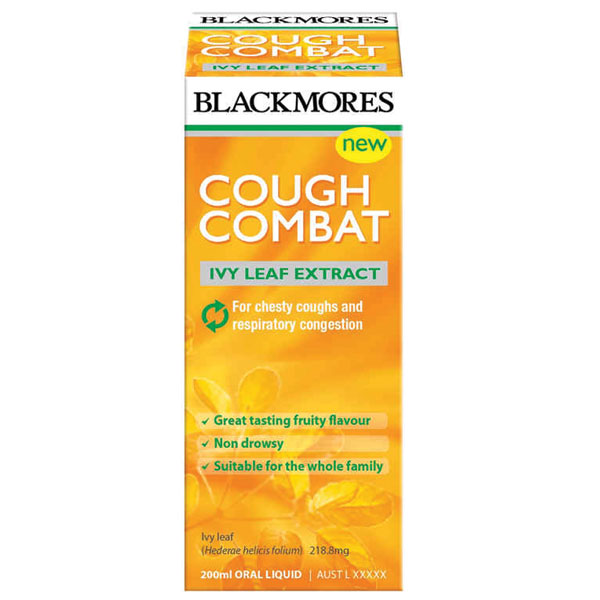 BLACKMORES
COUGH
COMBAT
IVY LEAF EXTRACT
BLACKMORES
new
COUGH
COMBAT
IVY LEAF EXTRACT
For chesty coughs and
respiratory congestion
✓ Great tasting fruity flavour
✓ Non drowsy
✓ Suitable for the whole family
Ivy leaf
(Hederae helicis folium) 218.8mg
200ml ORAL LIQUID | AUST L XXXXX